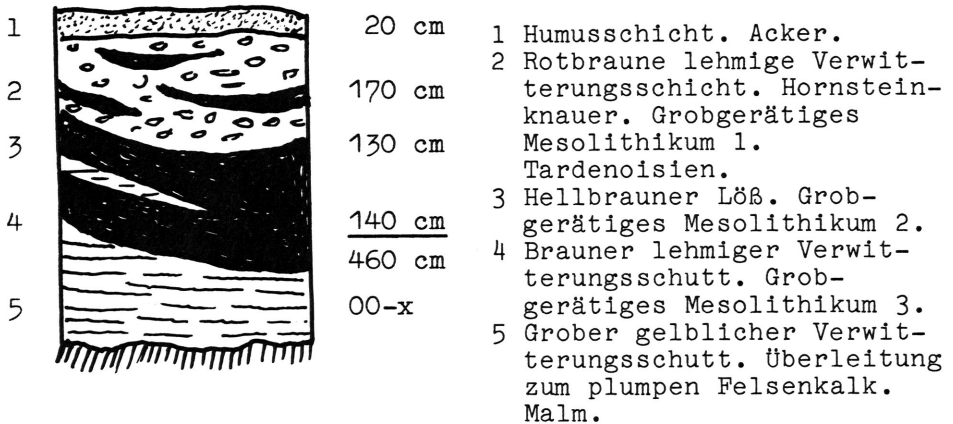 1
2
3
4
5
20 cm
170 cm
130 cm
140 cm
460 cm
00-x
1 Humusschicht. Acker.
2 Rotbraune lehmige Verwit-
terungsschicht. Hornstein-
knauer. Grobgerätiges
Mesolithikum 1.
Tardenoisien.
3 Hellbrauner Löß. Grob-
gerätiges Mesolithikum 2.
4 Brauner lehmiger Verwit-
terungsschutt. Grob-
gerätiges Mesolithikum 3.
5 Grober gelblicher Verwit-
terungsschutt. Überleitung
zum plumpen Felsenkalk.
Malm.